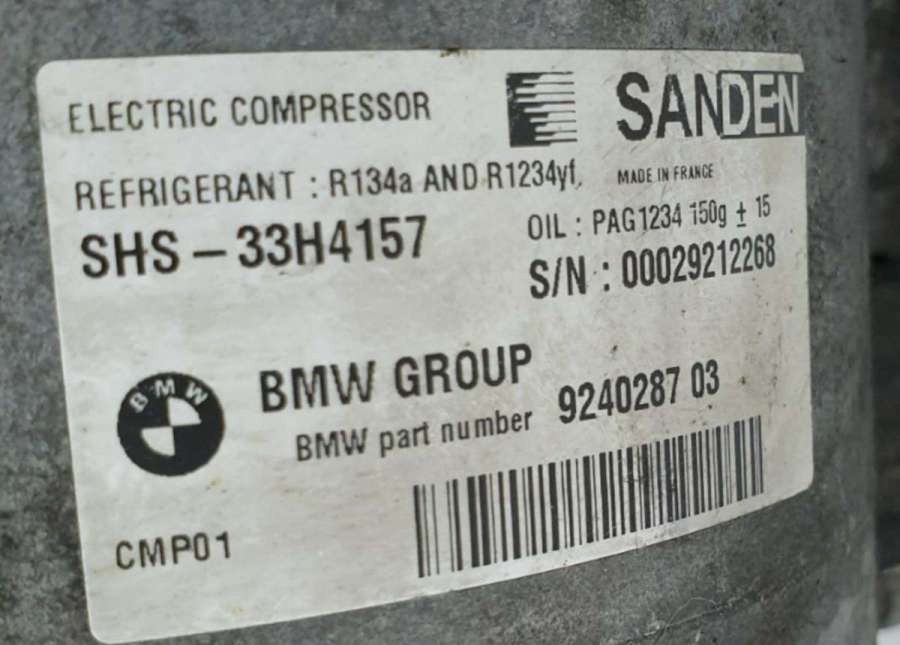 ELECTRIC COMPRESSOR
SANDEN
REFRIGERANT : R134a AND R1234yf,
MADE IN FRANCE
SHS - 33H4157
OIL : PAG1234 150g ± 15
S/N : 00029212268
BMW
BMW GROUP
BMW part number 9240287 03
CMP01